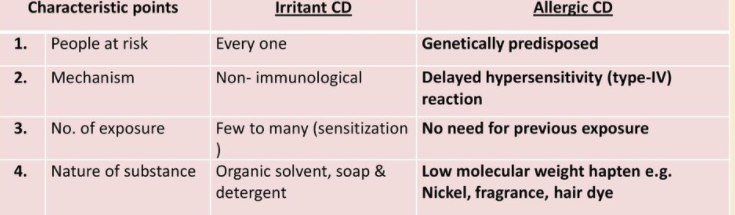 Characteristic points Irritant CD Allergic CD
1. People at risk Every one Genetically predisposed
2. Mechanism Non- immunological Delayed hypersensitivity (type-IV)
reaction
3. No. of exposure Few to many (sensitization No need for previous exposure
)
4. Nature of substance Organic solvent, soap & Low molecular weight hapten e.g.
detergent Nickel, fragrance, hair dye